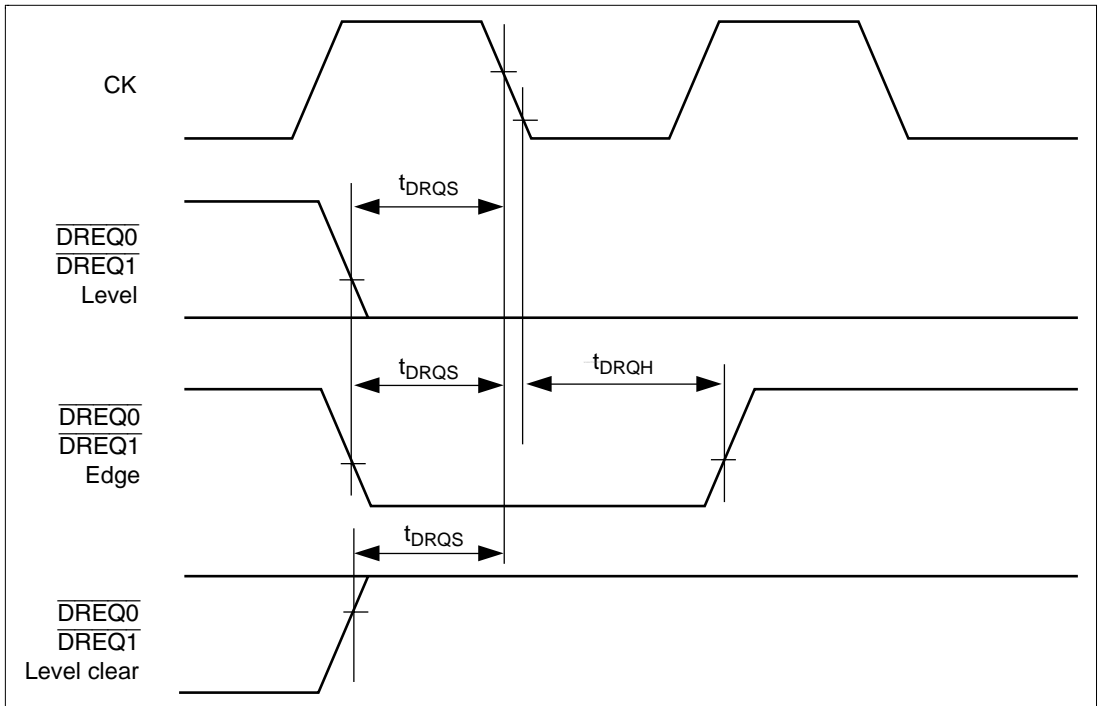 CK
tDRQS
DREQ0
DREQ1
Level
tDRQS
tDRQH
DREQ0
DREQ1
Edge
tDRQS
DREQ0
DREQ1
Level clear